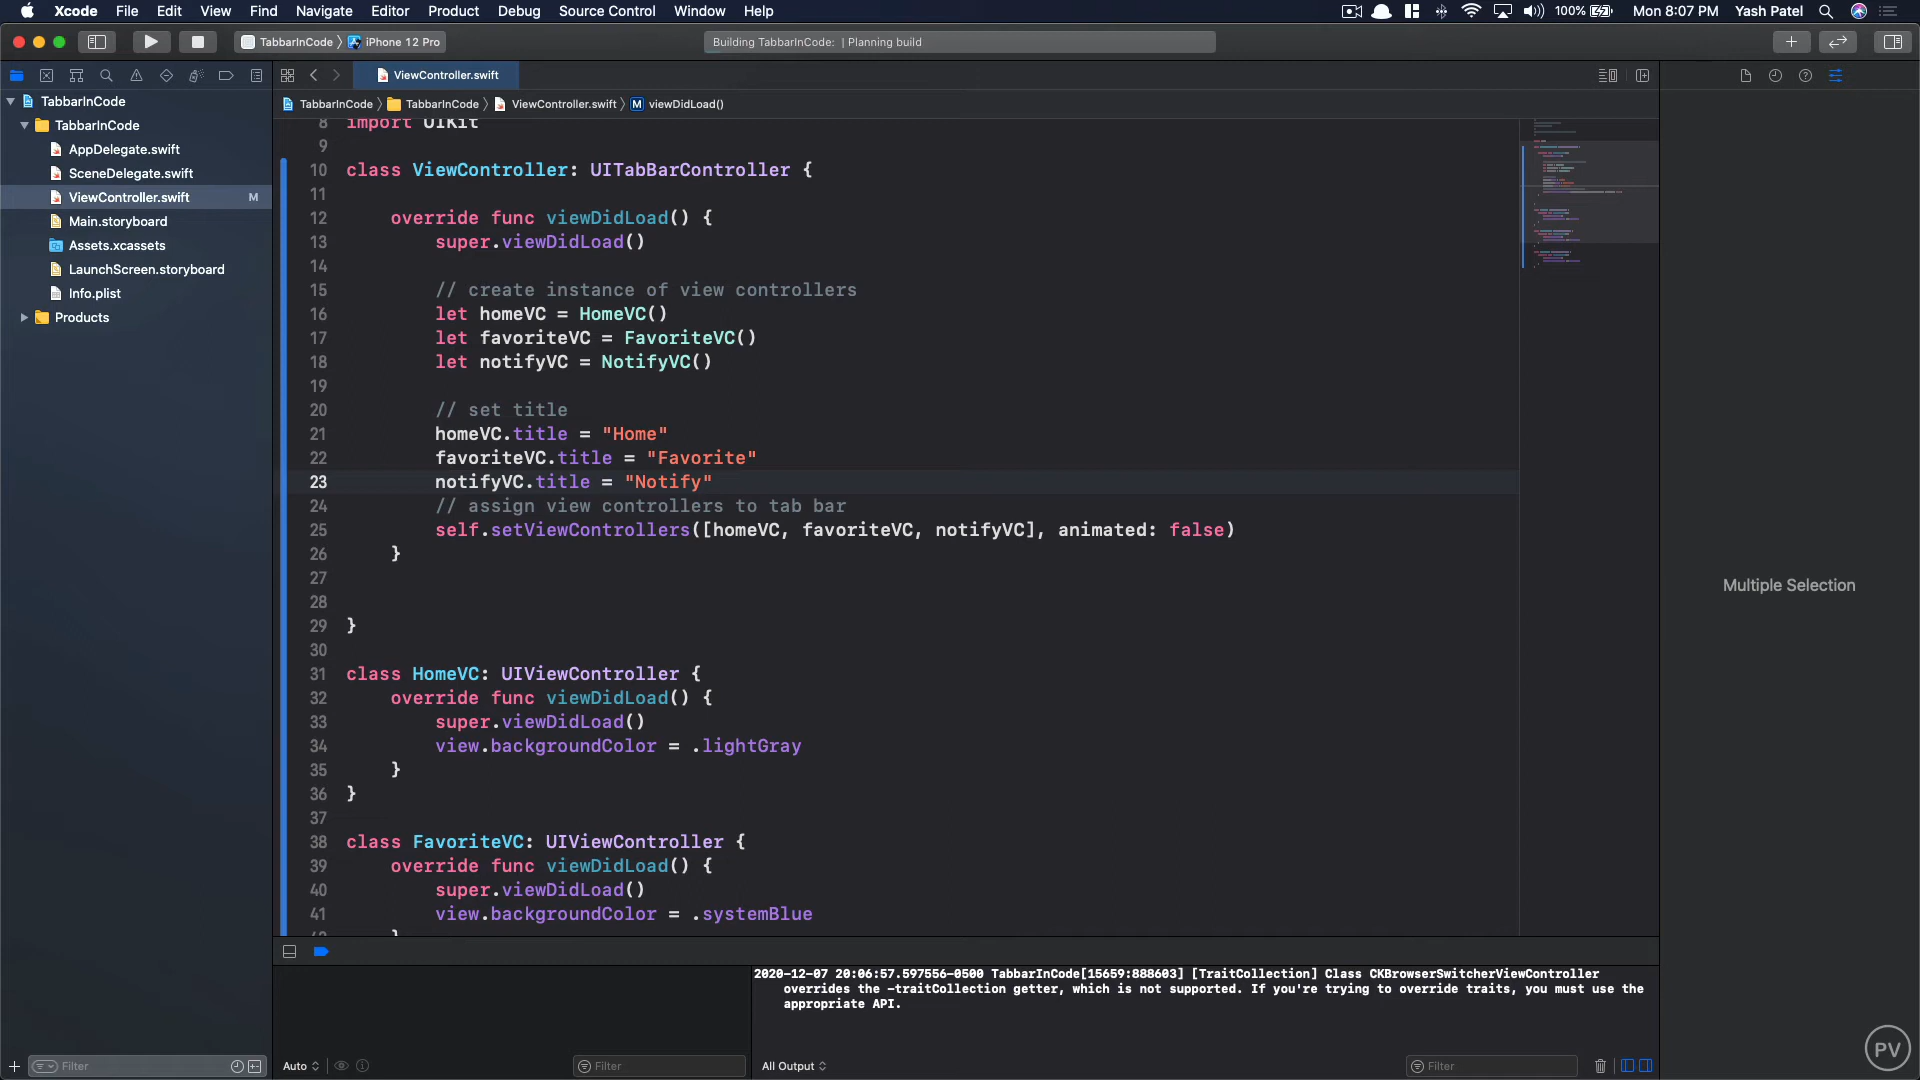 Xcode File Edit View Find Navigate Editor Product Debug Source Control Window Help 100% Mon 8:07 PM Yash Patel
TabbarInCode iPhone 12 Pro
Building TabbarInCode: | Planning build
TabbarInCode
TabbarInCode
AppDelegate.swift
SceneDelegate.swift
ViewController.swift M
Main.storyboard
Assets.xcassets
LaunchScreen.storyboard
Info.plist
Products
Filter
ViewController.swift
TabbarInCode TabbarInCode ViewController.swift M viewDidLoad()
8 import UIKit
9
10 class ViewController: UITabBarController {
11
12 override func viewDidLoad() {
13 super.viewDidLoad()
14
15 // create instance of view controllers
16 let homeVC = HomeVC()
17 let favoriteVC = FavoriteVC()
18 let notifyVC = NotifyVC()
19
20 // set title
21 homeVC.title = "Home"
22 favoriteVC.title = "Favorite"
23 notifyVC.title = "Notify"
24 // assign view controllers to tab bar
25 self.setViewControllers([homeVC, favoriteVC, notifyVC], animated: false)
26 }
27
28
29 }
30
31 class HomeVC: UIViewController {
32 override func viewDidLoad() {
33 super.viewDidLoad()
34 view.backgroundColor = .lightGray
35 }
36 }
37
38 class FavoriteVC: UIViewController {
39 override func viewDidLoad() {
40 super.viewDidLoad()
41 view.backgroundColor = .systemBlue
42 }
Multiple Selection
2020-12-07 20:06:57.597556-0500 TabbarInCode[15659:888603] [TraitCollection] Class CKBrowserSwitcherViewController
overrides the -traitCollection getter, which is not supported. If you're trying to override traits, you must use the
appropriate API.
Auto Filter All Output Filter
PV